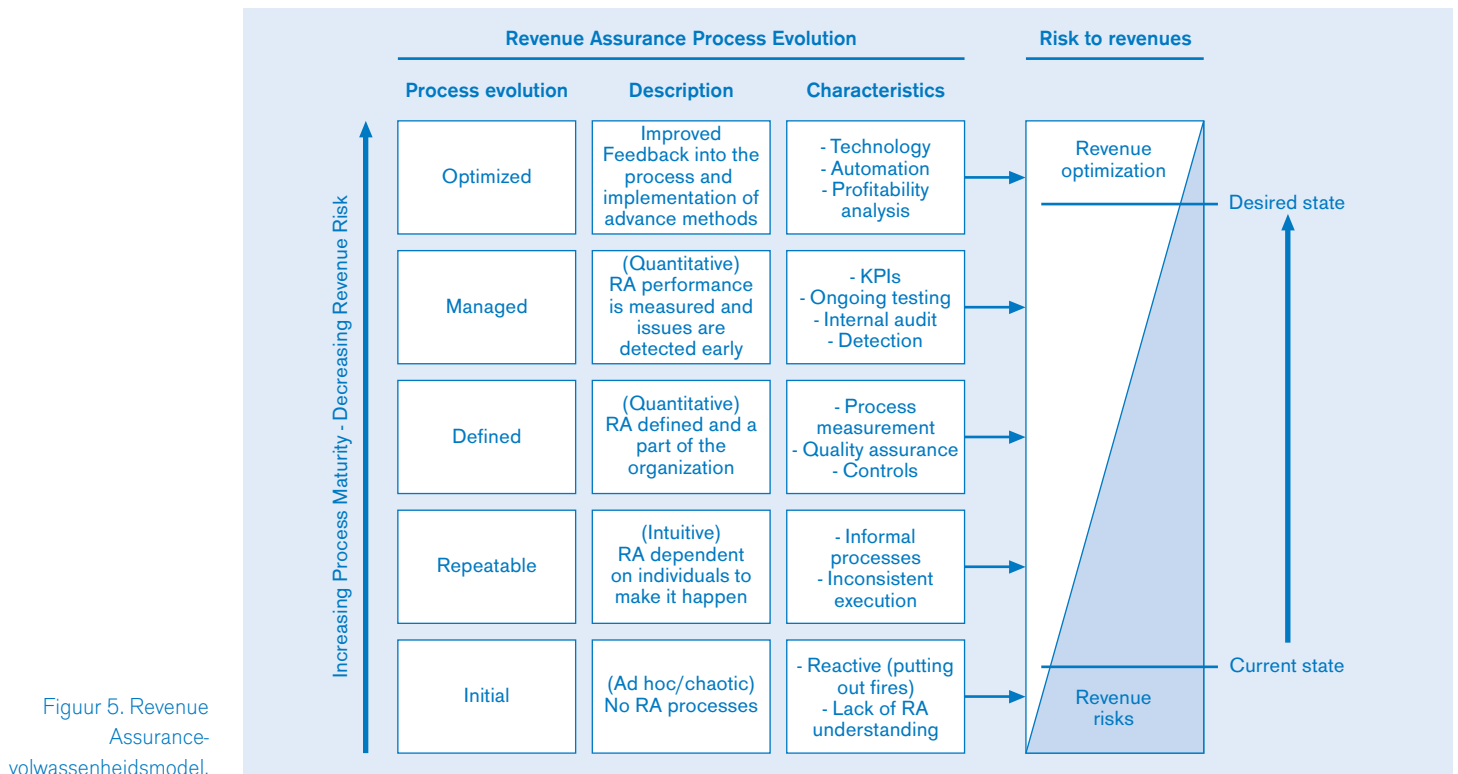 Revenue Assurance Process Evolution
Risk to revenues
Process evolution
Description
Characteristics
Increasing Process Maturity - Decreasing Revenue Risk
Optimized
Improved
Feedback into the
process and
implementation of
advance methods
- Technology
- Automation
- Profitability
analysis
Revenue
optimization
Desired state
Managed
(Quantitative)
RA performance
is measured and
issues are
detected early
- KPIs
- Ongoing testing
- Internal audit
- Detection
Defined
(Quantitative)
RA defined and a
part of the
organization
- Process
measurement
- Quality assurance
- Controls
Repeatable
(Intuitive)
RA dependent
on individuals to
make it happen
- Informal
processes
- Inconsistent
execution
Initial
(Ad hoc/chaotic)
No RA processes
- Reactive (putting
out fires)
- Lack of RA
understanding
Current state
Revenue
risks
Figuur 5. Revenue
Assurance-
volwassenheidsmodel.